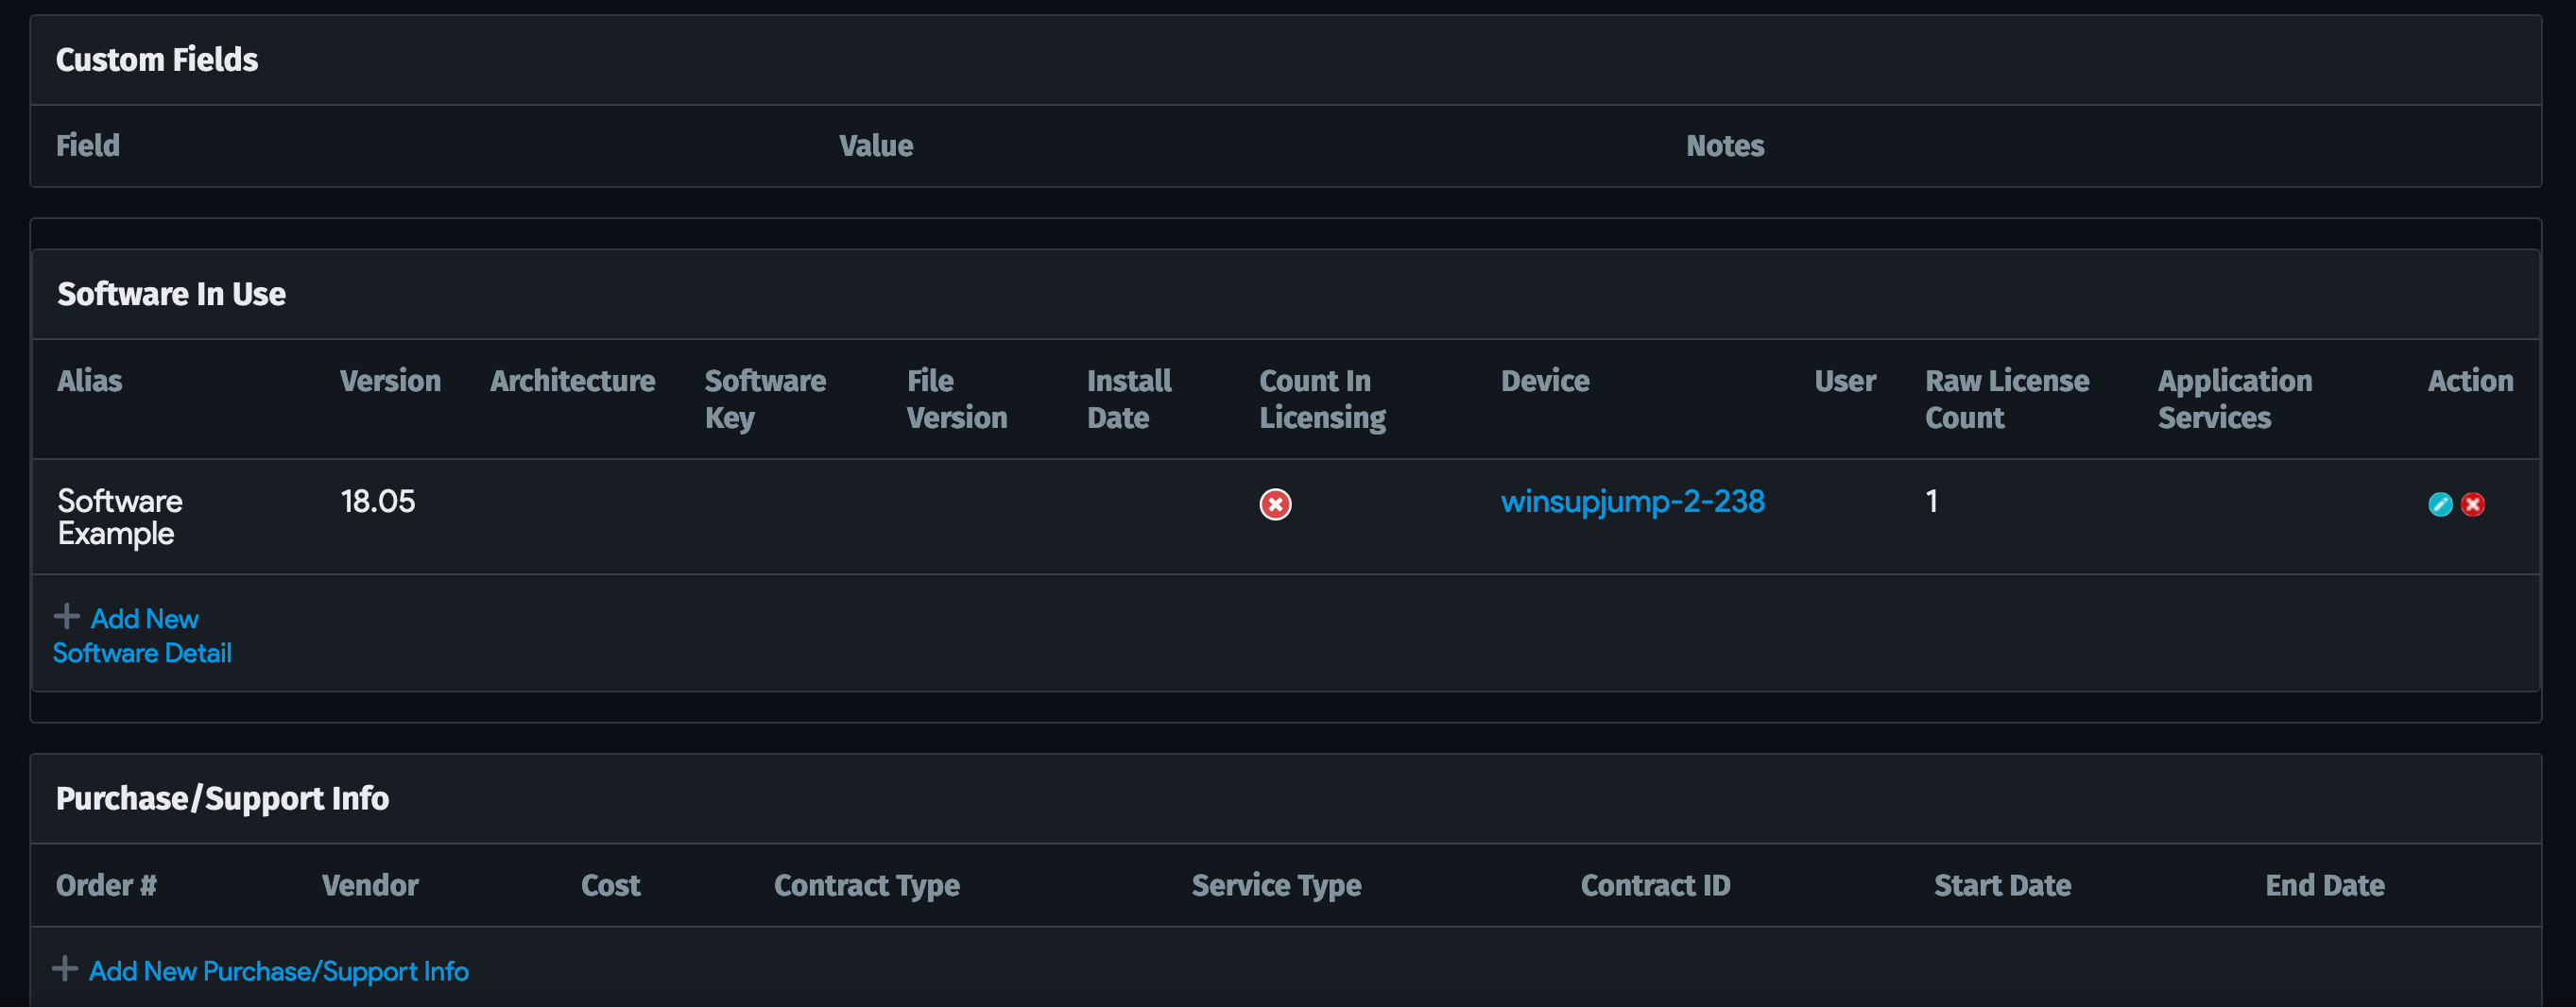 Custom Fields
Field Value Notes
Software In Use
Alias Version Architecture Software Key File Version Install Date Count In Licensing Device User Raw License Count Application Services Action
Software Example 18.05 winsupjump-2-238 1
Add New
Software Detail
Purchase/Support Info
Order # Vendor Cost Contract Type Service Type Contract ID Start Date End Date
Add New Purchase/Support Info